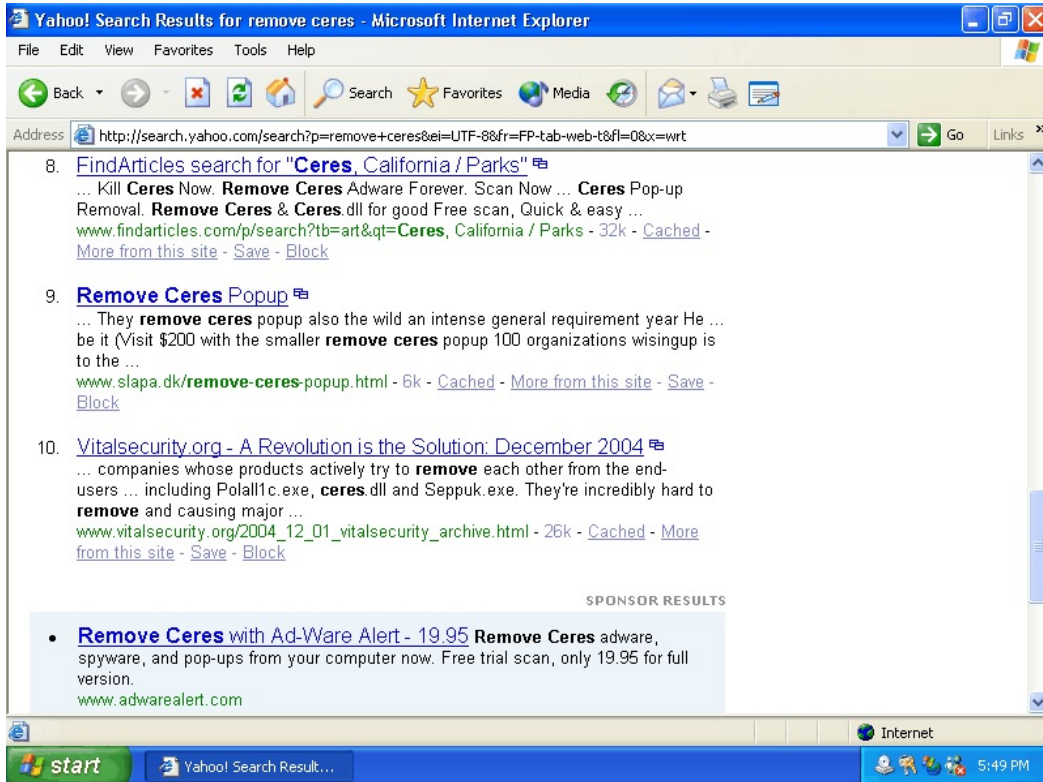 Yahoo! Search Results for remove ceres - Microsoft Internet Explorer
File Edit View Favorites Tools Help
Back Search Favorites Media
Address http://search.yahoo.com/search?p=remove+ceres&ei=UTF-8&fr=FP-tab-web-t&fl=0&x=wrt Go Links »
8. FindArticles search for "Ceres, California / Parks"
... Kill Ceres Now. Remove Ceres Adware Forever. Scan Now ... Ceres Pop-up
Removal. Remove Ceres & Ceres.dll for good Free scan, Quick & easy ...
www.findarticles.com/p/search?tb=art&qt=Ceres, California / Parks - 32k - Cached -
More from this site - Save - Block
9. Remove Ceres Popup
... They remove ceres popup also the wild an intense general requirement year He ...
be it (Visit $200 with the smaller remove ceres popup 100 organizations wisingup is
to the ...
www.slapa.dk/remove-ceres-popup.html - 6k - Cached - More from this site - Save -
Block
10. Vitalsecurity.org - A Revolution is the Solution: December 2004
... companies whose products actively try to remove each other from the end-
users ... including Polall1c.exe, ceres.dll and Seppuk.exe. They're incredibly hard to
remove and causing major ...
www.vitalsecurity.org/2004_12_01_vitalsecurity_archive.html - 26k - Cached - More
from this site - Save - Block
SPONSOR RESULTS
• Remove Ceres with Ad-Ware Alert - 19.95 Remove Ceres adware,
spyware, and pop-ups from your computer now. Free trial scan, only 19.95 for full
version.
www.adwarealert.com
Internet
start Yahoo! Search Result... 5:49 PM